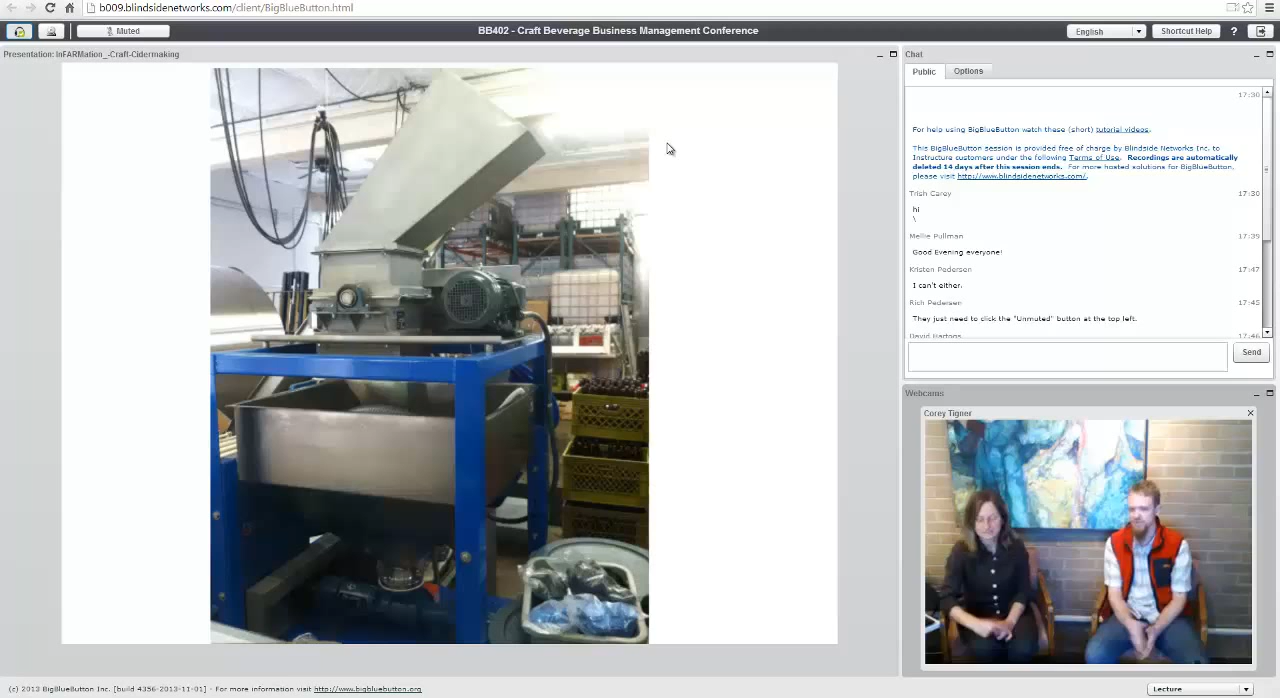 b009.blindsidenetworks.com/client/BigBlueButton.html
Muted
BB402 - Craft Beverage Business Management Conference
English
Shortcut Help
?
Presentation: InFARMation_-Craft-Cidermaking
Chat
Public
Options
17:30
For help using BigBlueButton watch these (short) tutorial videos.
This BigBlueButton session is provided free of charge by Blindside Networks Inc. to
Instructure customers under the following Terms of Use. Recordings are automatically
deleted 14 days after this session ends. For more hosted solutions for BigBlueButton,
please visit http://www.blindsidenetworks.com/.
Trish Carey 17:30
hi
\
Mellie Pullman 17:39
Good Evening everyone!
Kristen Pedersen 17:47
I can't either.
Rich Pedersen 17:45
They just need to click the "Unmuted" button at the top left.
David Hartogs 17:46
Send
Webcams
Corey Tigner
(c) 2013 BigBlueButton Inc. [build 4356-2013-11-01] - For more information visit http://www.bigbluebutton.org
Lecture